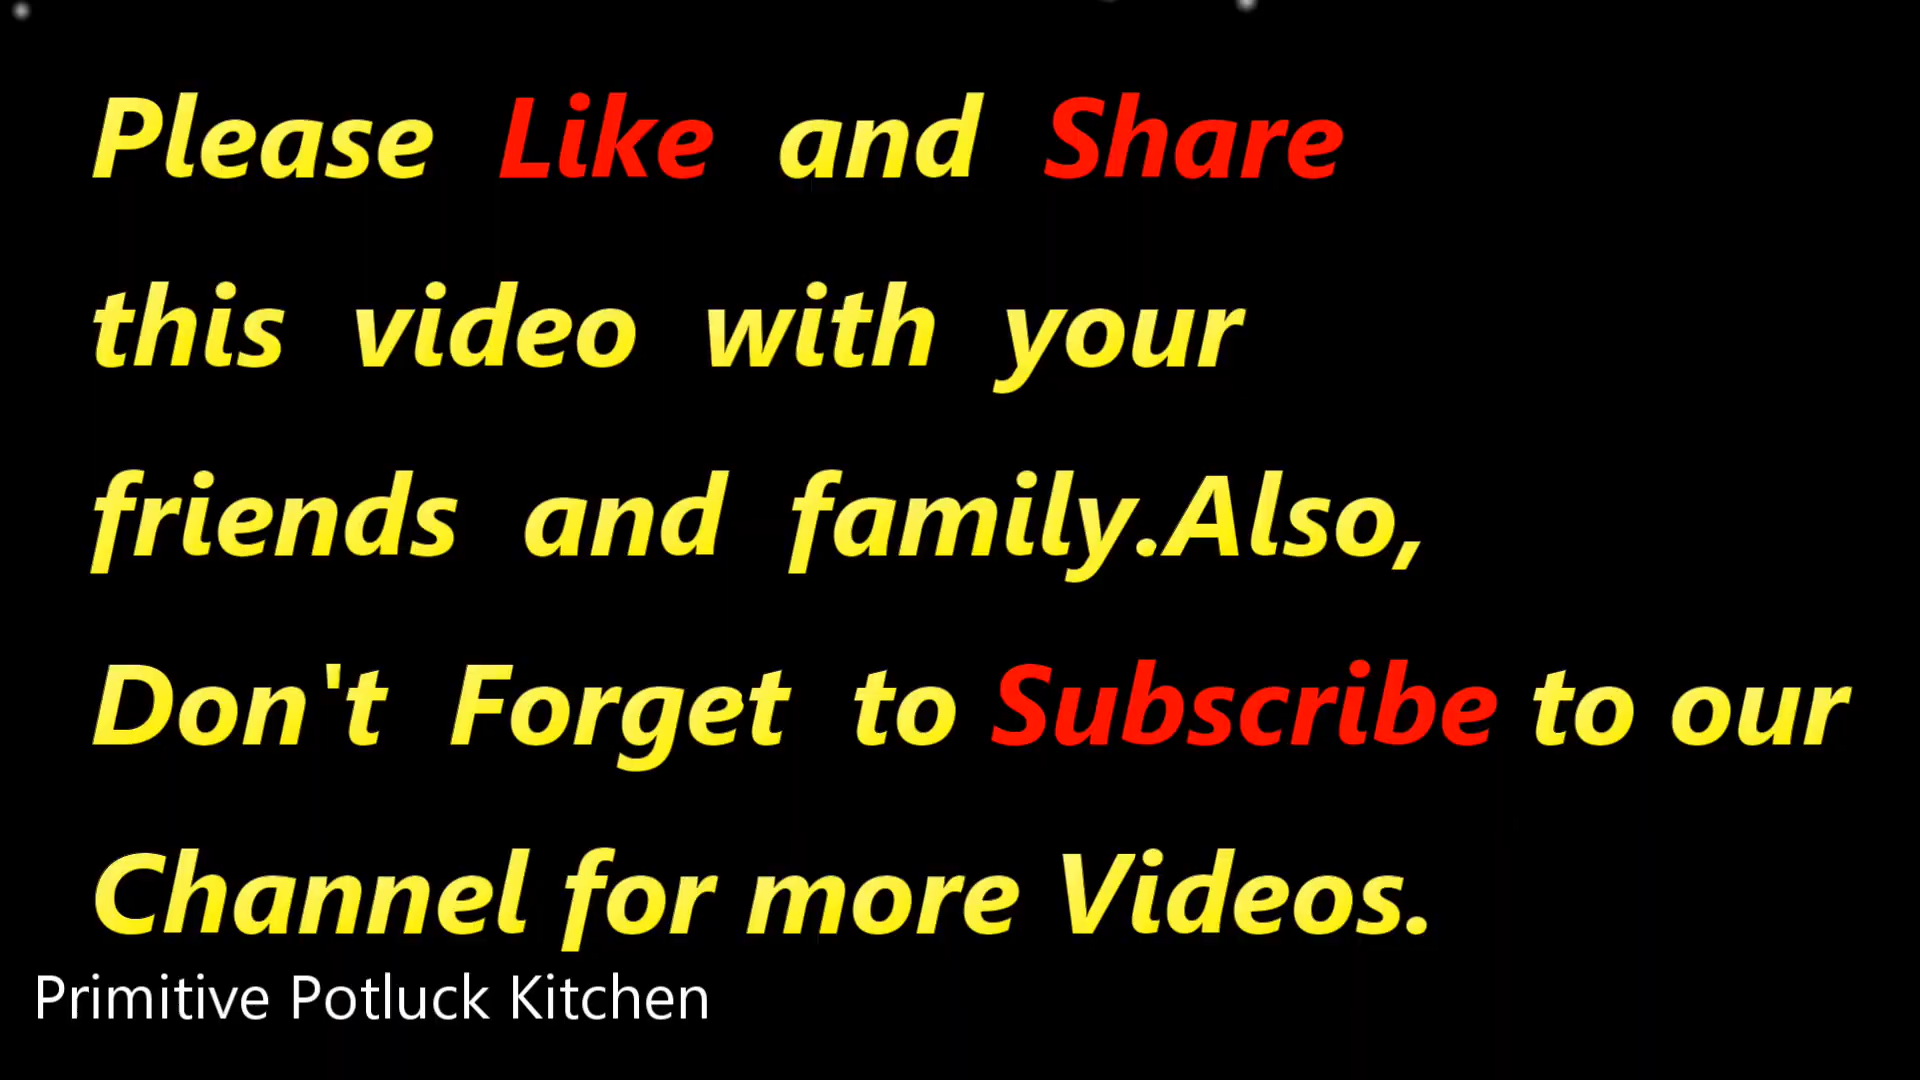 Please Like and Share
this video with your
friends and family.Also,
Don't Forget to Subscribe to our
Channel for more Videos.
Primitive Potluck Kitchen